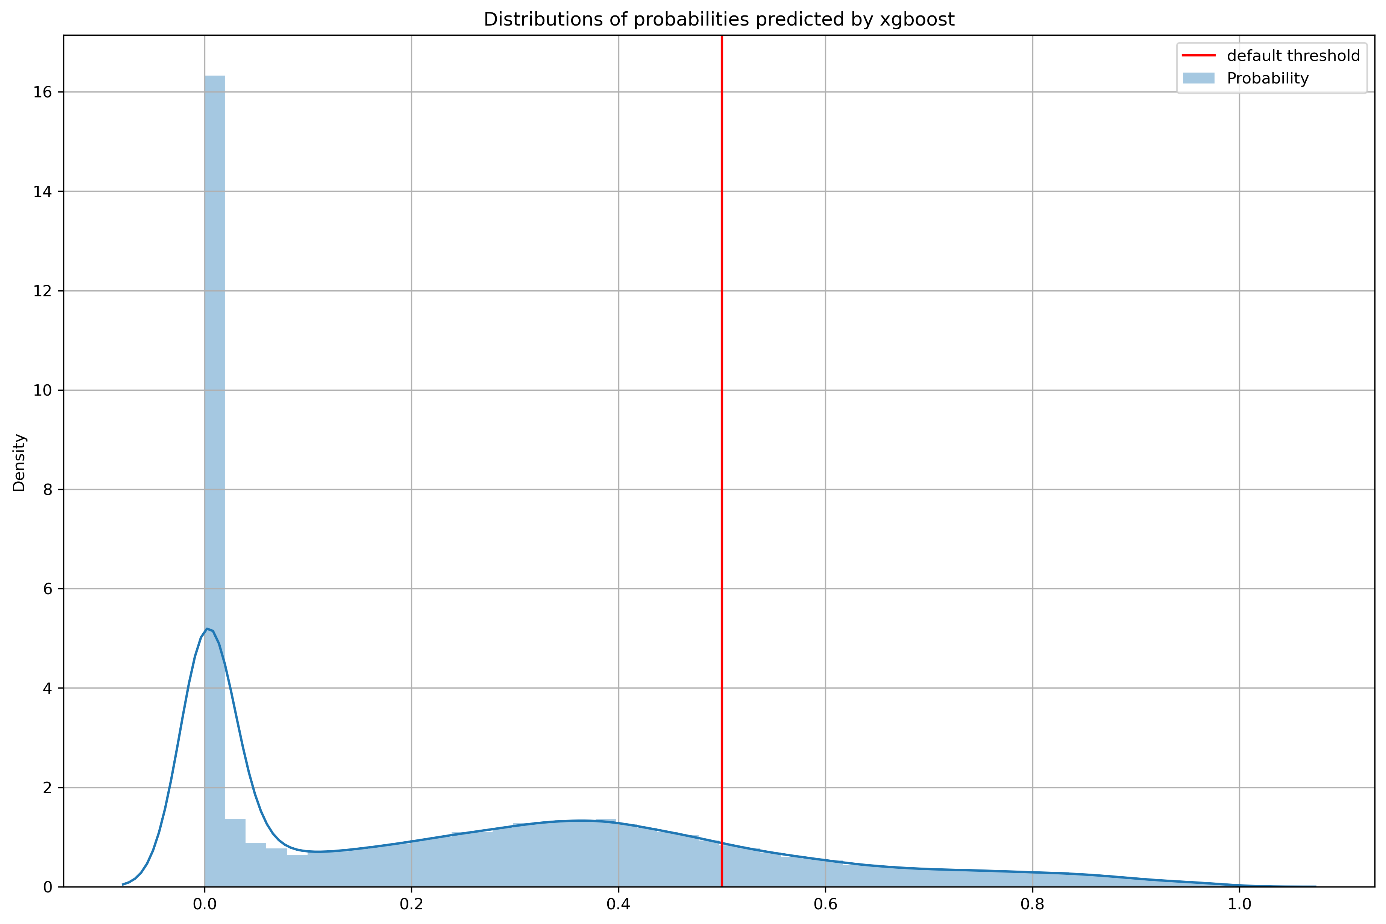 Distributions of probabilities predicted by xgboost
default threshold
Probability
16
14
12
10
8
6
4
2
0
Density
0.0 0.2 0.4 0.6 0.8 1.0